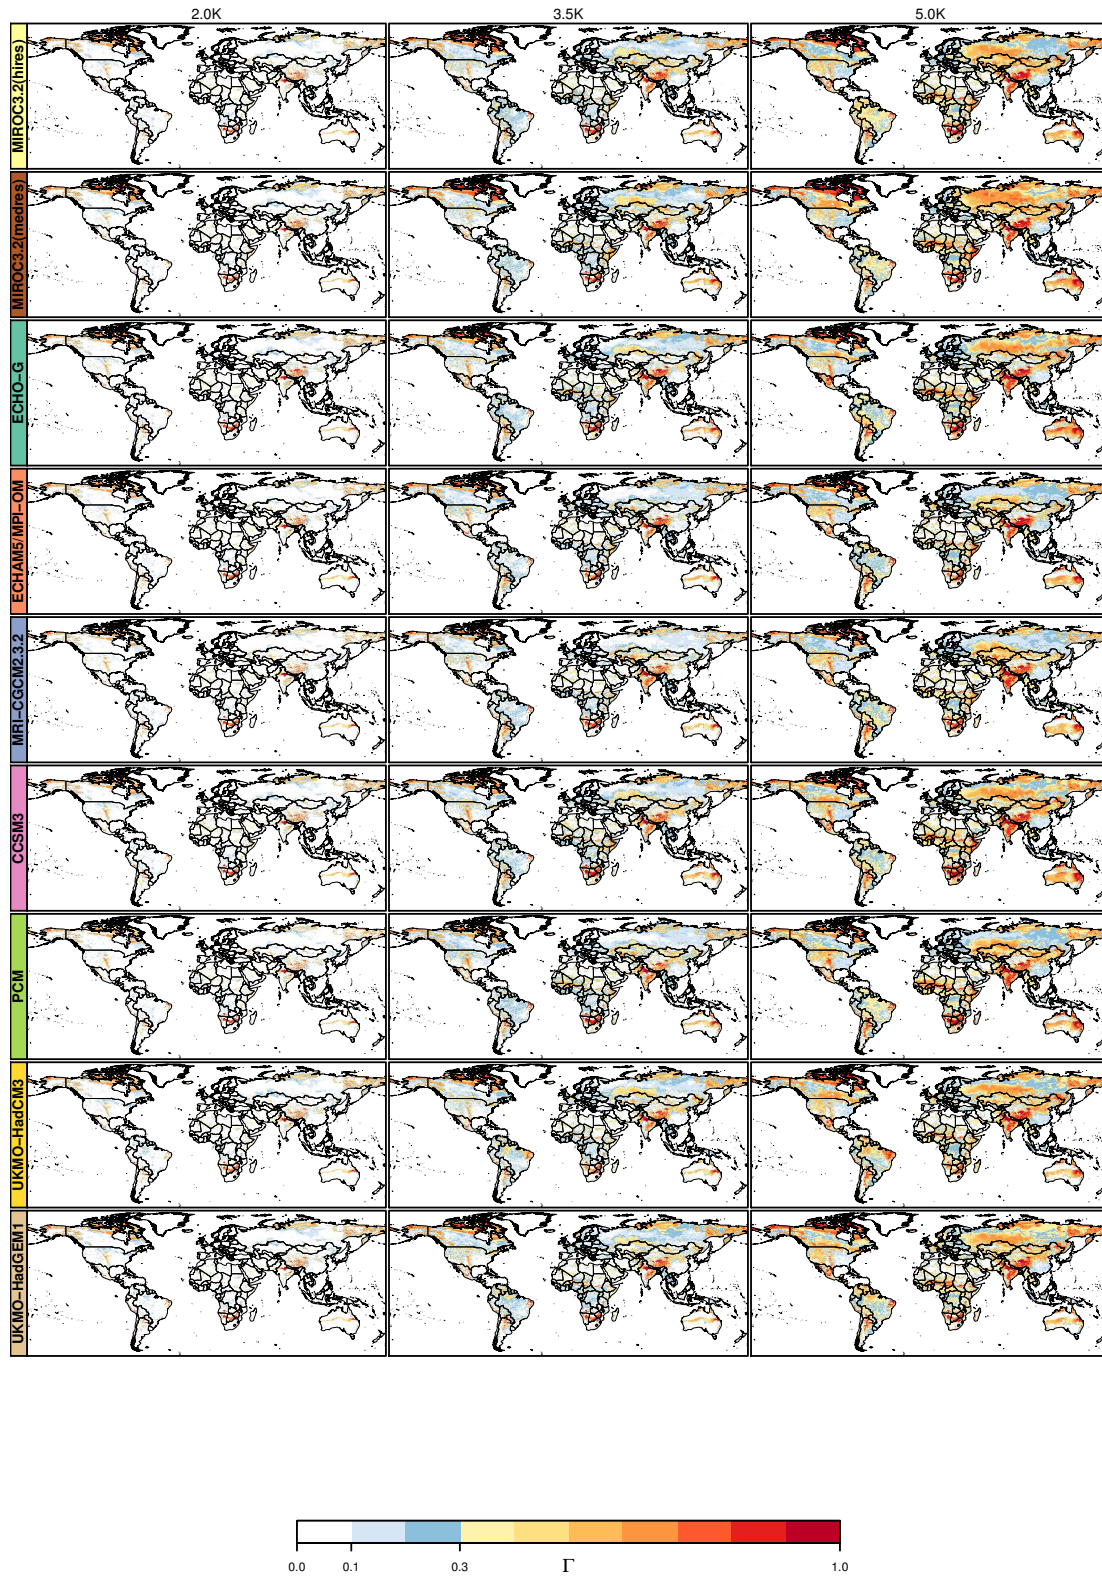 2.0K 3.5K 5.0K
MIROC3.2(hires)
MIROC3.2(medres)
ECHO−G
ECHAM5/MPI−OM
MRI−CGCM2.3.2
CCSM3
PCM
UKMO−HadCM3
UKMO−HadGEM1
0.0 0.1 0.3 Γ 1.0